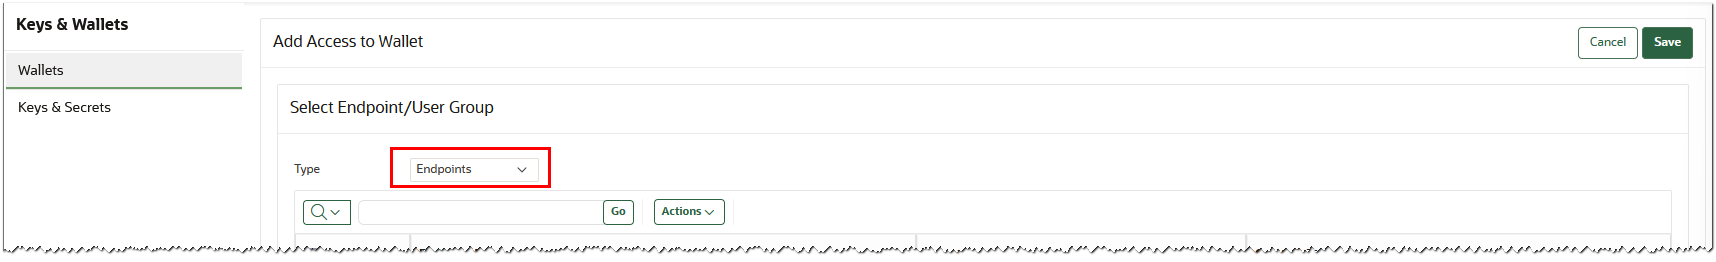 Keys & Wallets
Wallets
Keys & Secrets
Add Access to Wallet
Cancel
Save
Select Endpoint/User Group
Type
Endpoints
Go
Actions